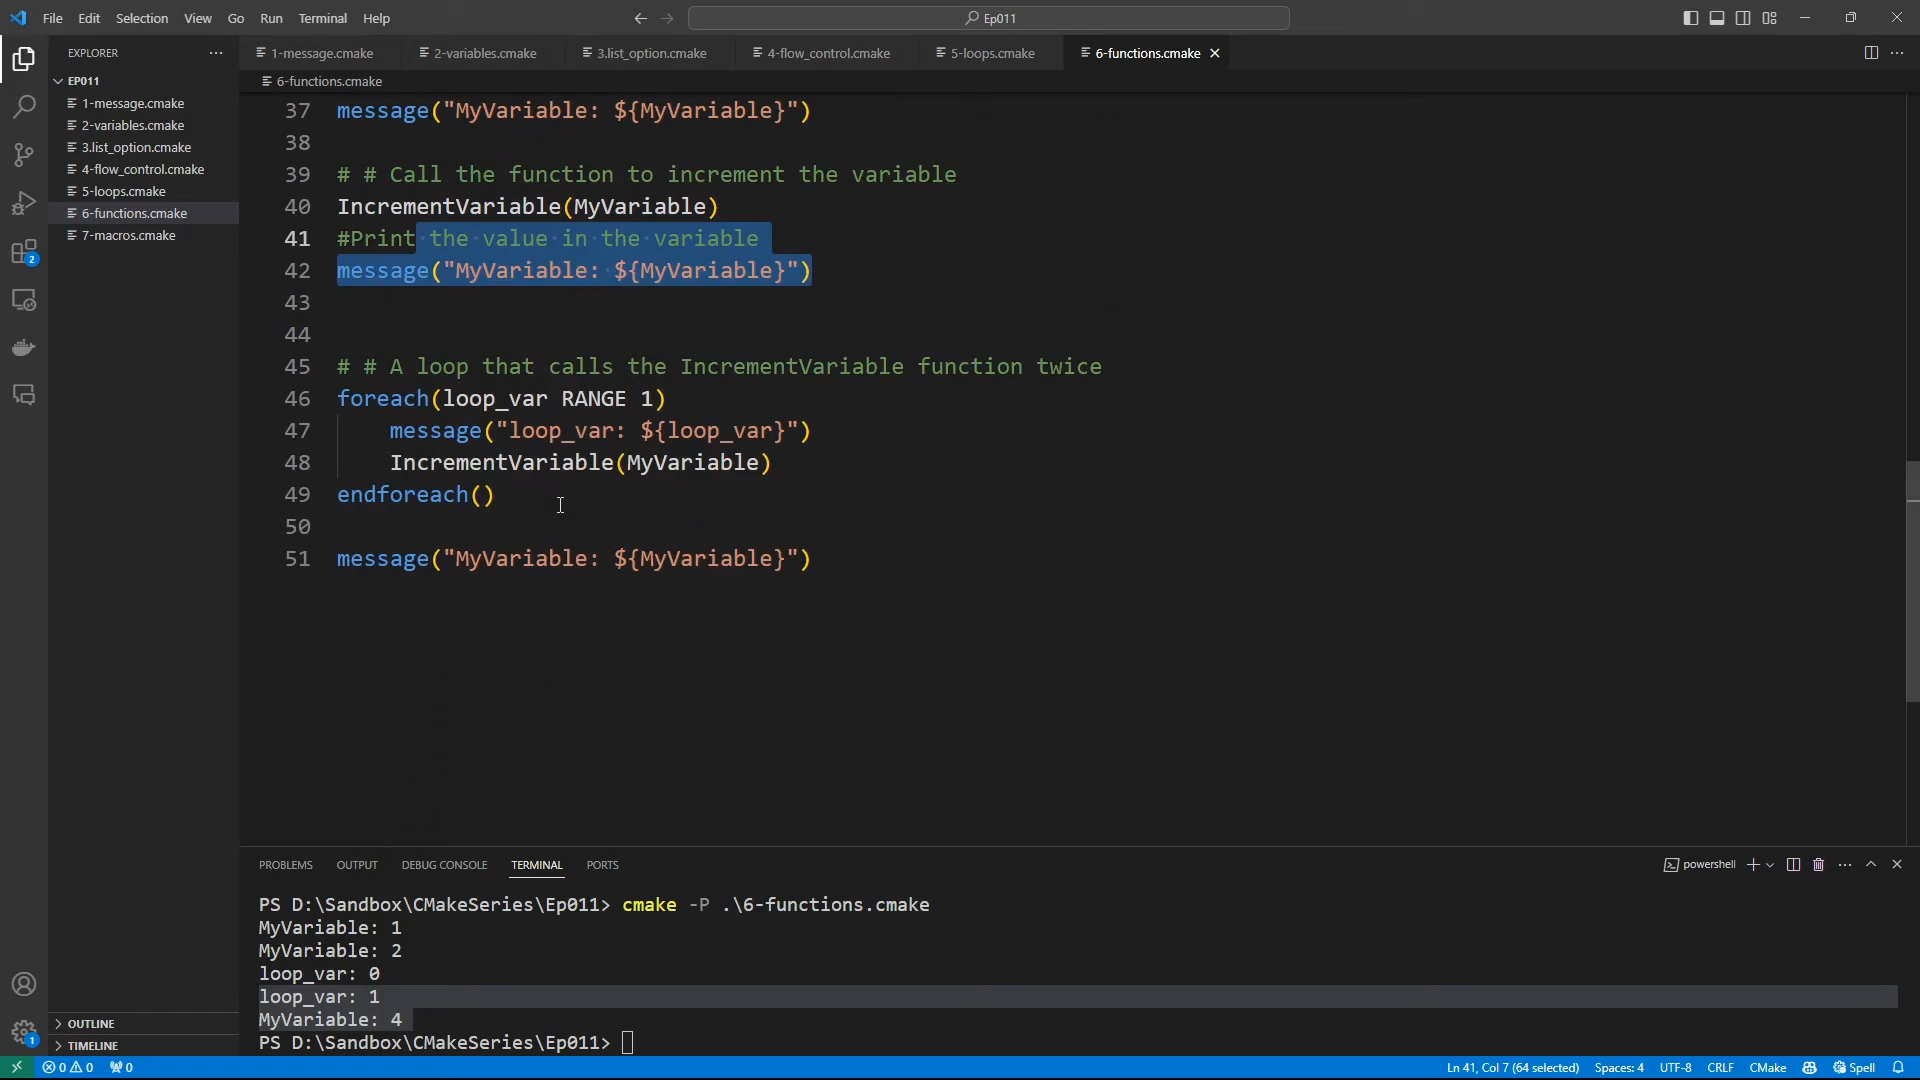 File Edit Selection View Go Run Terminal Help
Ep011
EXPLORER
1-message.cmake 2-variables.cmake 3.list_option.cmake 4-flow_control.cmake 5-loops.cmake 6-functions.cmake
EP011
6-functions.cmake
1-message.cmake
2-variables.cmake
3.list_option.cmake
4-flow_control.cmake
5-loops.cmake
6-functions.cmake
7-macros.cmake
37 message("MyVariable: ${MyVariable}")
38
39 # # Call the function to increment the variable
40 IncrementVariable(MyVariable)
41 #Print the value in the variable
42 message("MyVariable: ${MyVariable}")
43
44
45 # # A loop that calls the IncrementVariable function twice
46 foreach(loop_var RANGE 1)
47 message("loop_var: ${loop_var}")
48 IncrementVariable(MyVariable)
49 endforeach()
50
51 message("MyVariable: ${MyVariable}")
2
PROBLEMS OUTPUT DEBUG CONSOLE TERMINAL PORTS
powershell
PS D:\Sandbox\CMakeSeries\Ep011> cmake -P .\6-functions.cmake
MyVariable: 1
MyVariable: 2
loop_var: 0
loop_var: 1
MyVariable: 4
PS D:\Sandbox\CMakeSeries\Ep011>
OUTLINE
TIMELINE
1
0 0 0
Ln 41, Col 7 (64 selected) Spaces: 4 UTF-8 CRLF CMake Spell